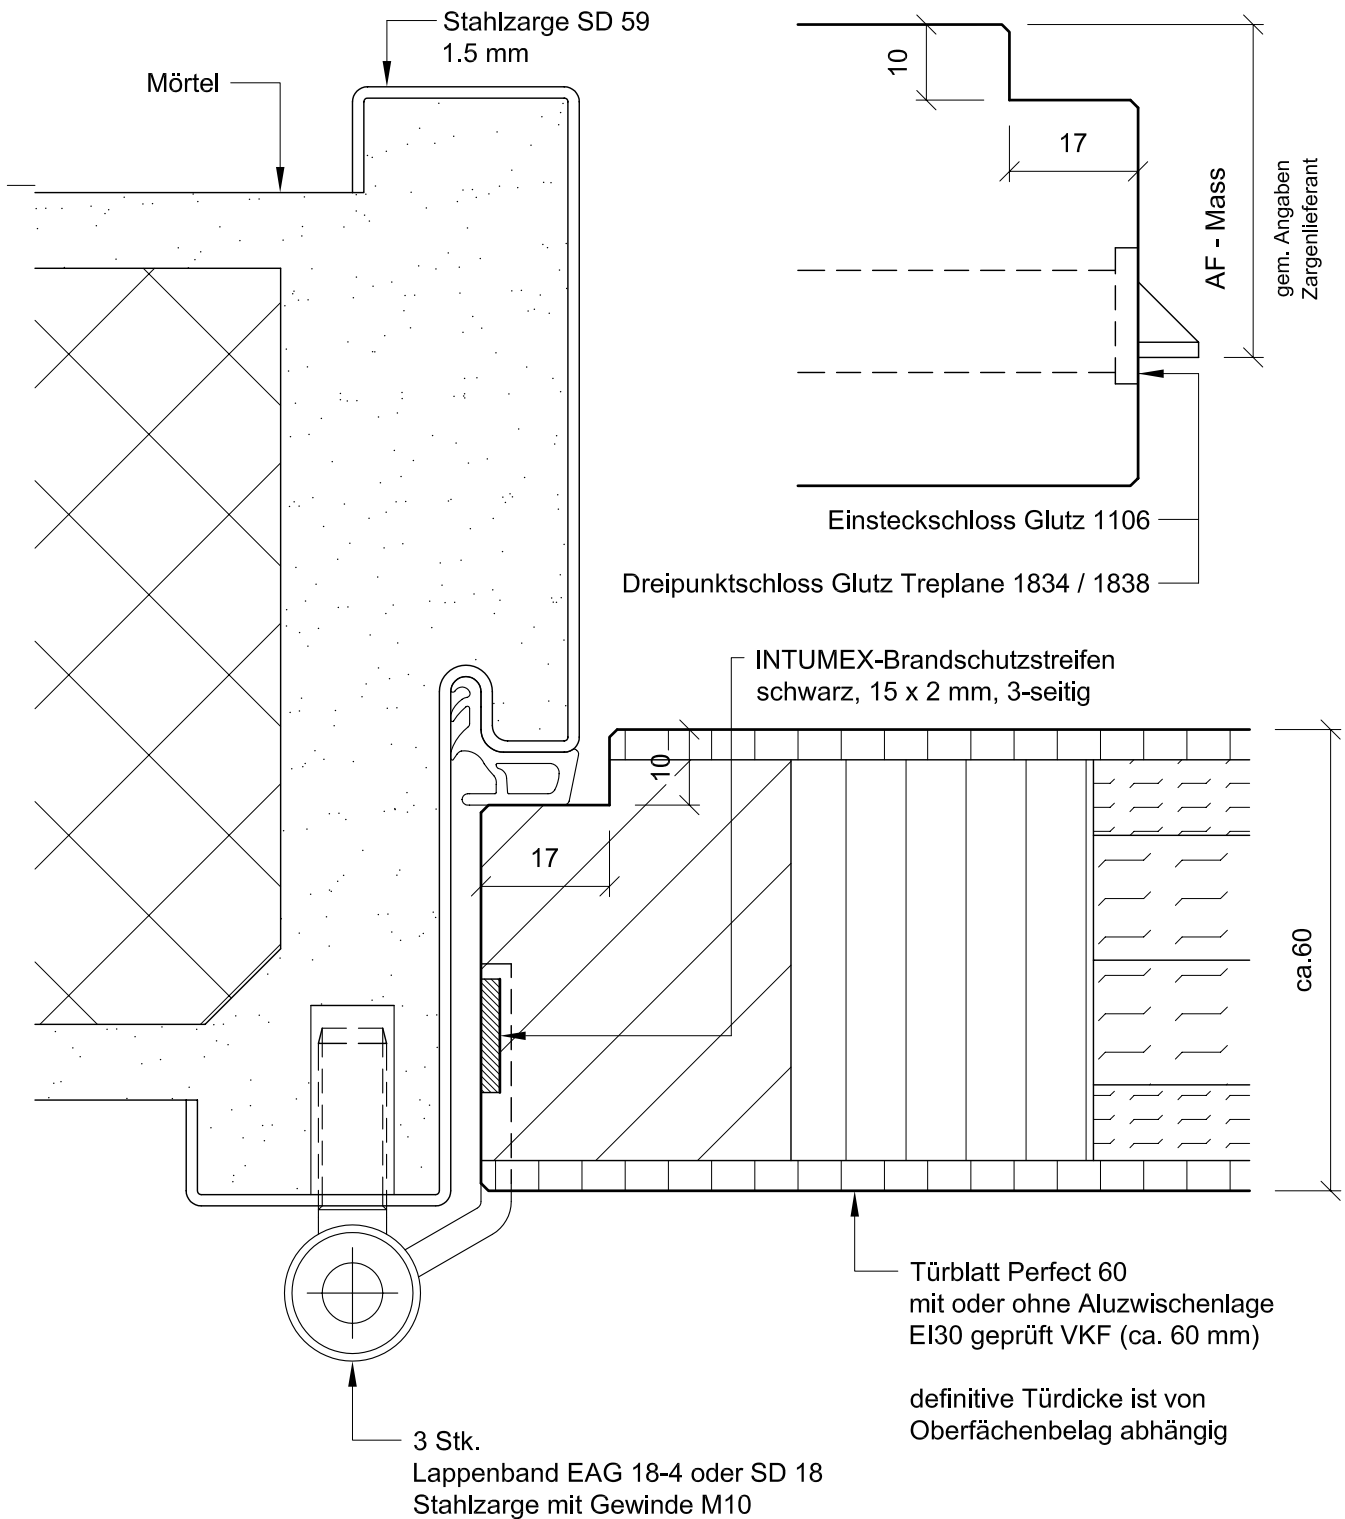 Stahlzarge SD 59
1.5 mm
Mörtel
10
17
AF - Mass
gem. Angaben
Zargenlieferant
Einsteckschloss Glutz 1106
Dreipunktschloss Glutz Treplane 1834 / 1838
INTUMEX-Brandschutzstreifen
schwarz, 15 x 2 mm, 3-seitig
10
17
ca.60
Türblatt Perfect 60
mit oder ohne Aluzwischenlage
EI30 geprüft VKF (ca. 60 mm)
definitive Türdicke ist von
Oberfächenbelag abhängig
3 Stk.
Lappenband EAG 18-4 oder SD 18
Stahlzarge mit Gewinde M10